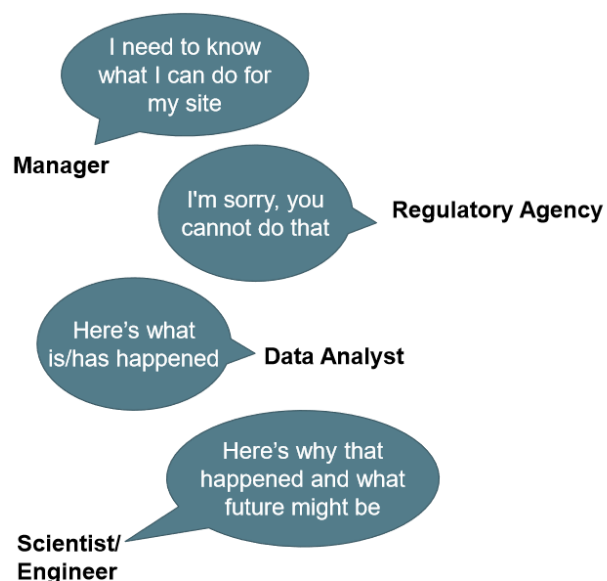 I need to know
what I can do for
my site
Manager
I'm sorry, you
cannot do that
Regulatory Agency
Here’s what
is/has happened
Data Analyst
Here’s why that
happened and what
future might be
Scientist/
Engineer